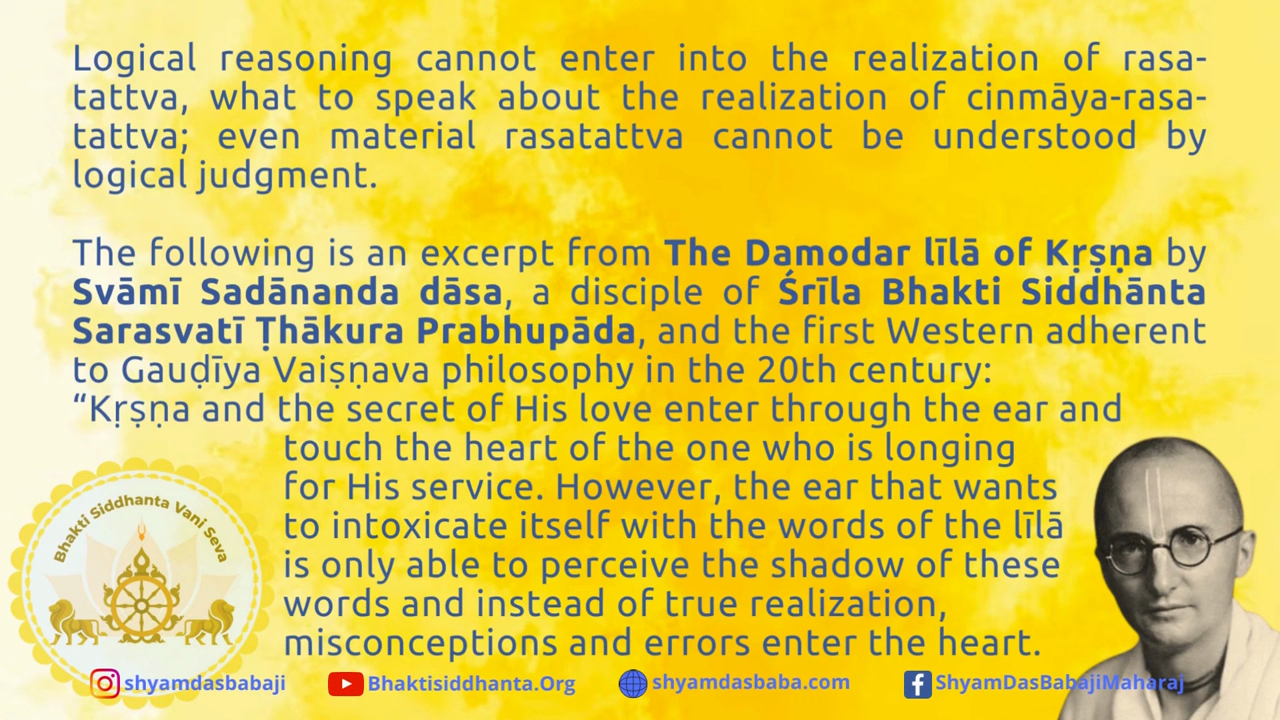 Logical reasoning cannot enter into the realization of rasa-
tattva, what to speak about the realization of cinmāya-rasa-
tattva; even material rasatattva cannot be understood by
logical judgment.
The following is an excerpt from The Damodar līlā of Kṛṣṇa by
Svāmī Sadānanda dāsa, a disciple of Śrīla Bhakti Siddhānta
Sarasvatī Ṭhākura Prabhupāda, and the first Western adherent
to Gauḍīya Vaiṣṇava philosophy in the 20th century:
“Kṛṣṇa and the secret of His love enter through the ear and
touch the heart of the one who is longing
for His service. However, the ear that wants
to intoxicate itself with the words of the līlā
is only able to perceive the shadow of these
words and instead of true realization,
misconceptions and errors enter the heart.
Bhakti Siddhanta Vani Seva
shyamdasbabaji
Bhaktisiddhanta.Org
shyamdasbaba.com
ShyamDasBabajiMaharaj